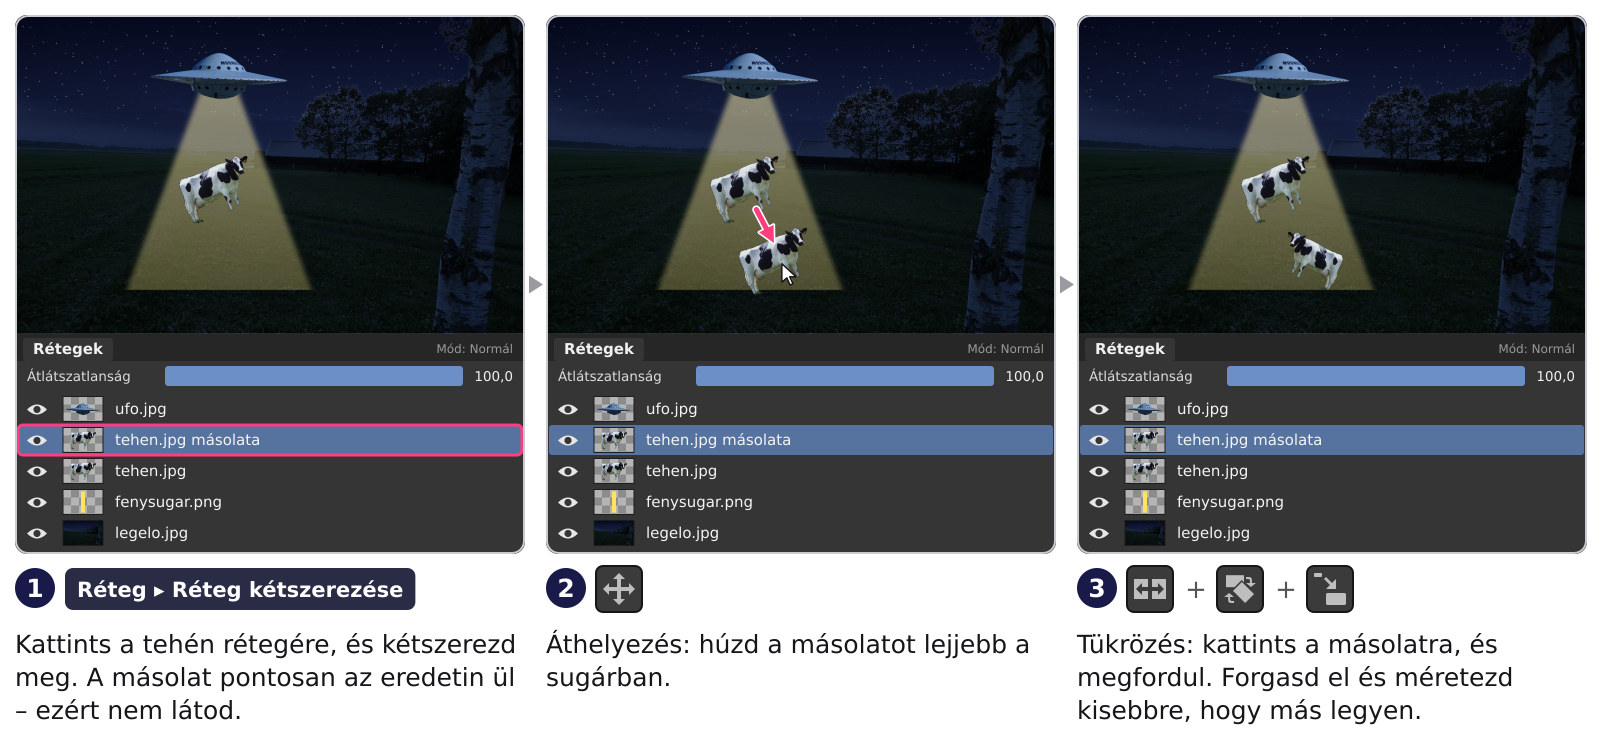 Rétegek
Mód: Normál
Átlátszatlanság
100,0
ufo.jpg
tehen.jpg másolata
tehen.jpg
fenysugar.png
legelo.jpg
1 Réteg ▸ Réteg kétszerezése
Kattints a tehén rétegére, és kétszerezd
meg. A másolat pontosan az eredetin ül
– ezért nem látod.
Rétegek
Mód: Normál
Átlátszatlanság
100,0
ufo.jpg
tehen.jpg másolata
tehen.jpg
fenysugar.png
legelo.jpg
2
Áthelyezés: húzd a másolatot lejjebb a
sugárban.
Rétegek
Mód: Normál
Átlátszatlanság
100,0
ufo.jpg
tehen.jpg másolata
tehen.jpg
fenysugar.png
legelo.jpg
3 + +
Tükrözés: kattints a másolatra, és
megfordul. Forgasd el és méretezd
kisebbre, hogy más legyen.